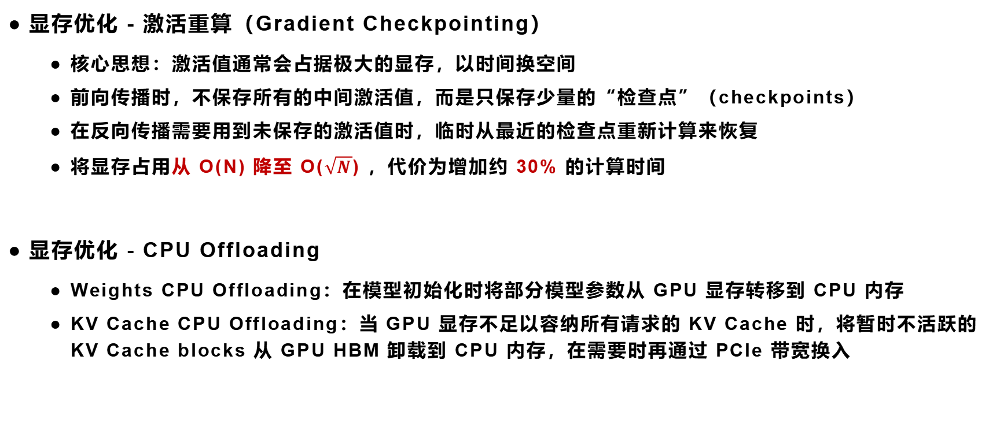 • 显存优化 - 激活重算（Gradient Checkpointing）
• 核心思想：激活值通常会占据极大的显存，以时间换空间
• 前向传播时，不保存所有的中间激活值，而是只保存少量的“检查点”（checkpoints）
• 在反向传播需要用到未保存的激活值时，临时从最近的检查点重新计算来恢复
• 将显存占用从 O(N) 降至 O(√N) ，代价为增加约 30% 的计算时间
• 显存优化 - CPU Offloading
• Weights CPU Offloading：在模型初始化时将部分模型参数从 GPU 显存转移到 CPU 内存
• KV Cache CPU Offloading：当 GPU 显存不足以容纳所有请求的 KV Cache 时，将暂时不活跃的
KV Cache blocks 从 GPU HBM 卸载到 CPU 内存，在需要时再通过 PCIe 带宽换入